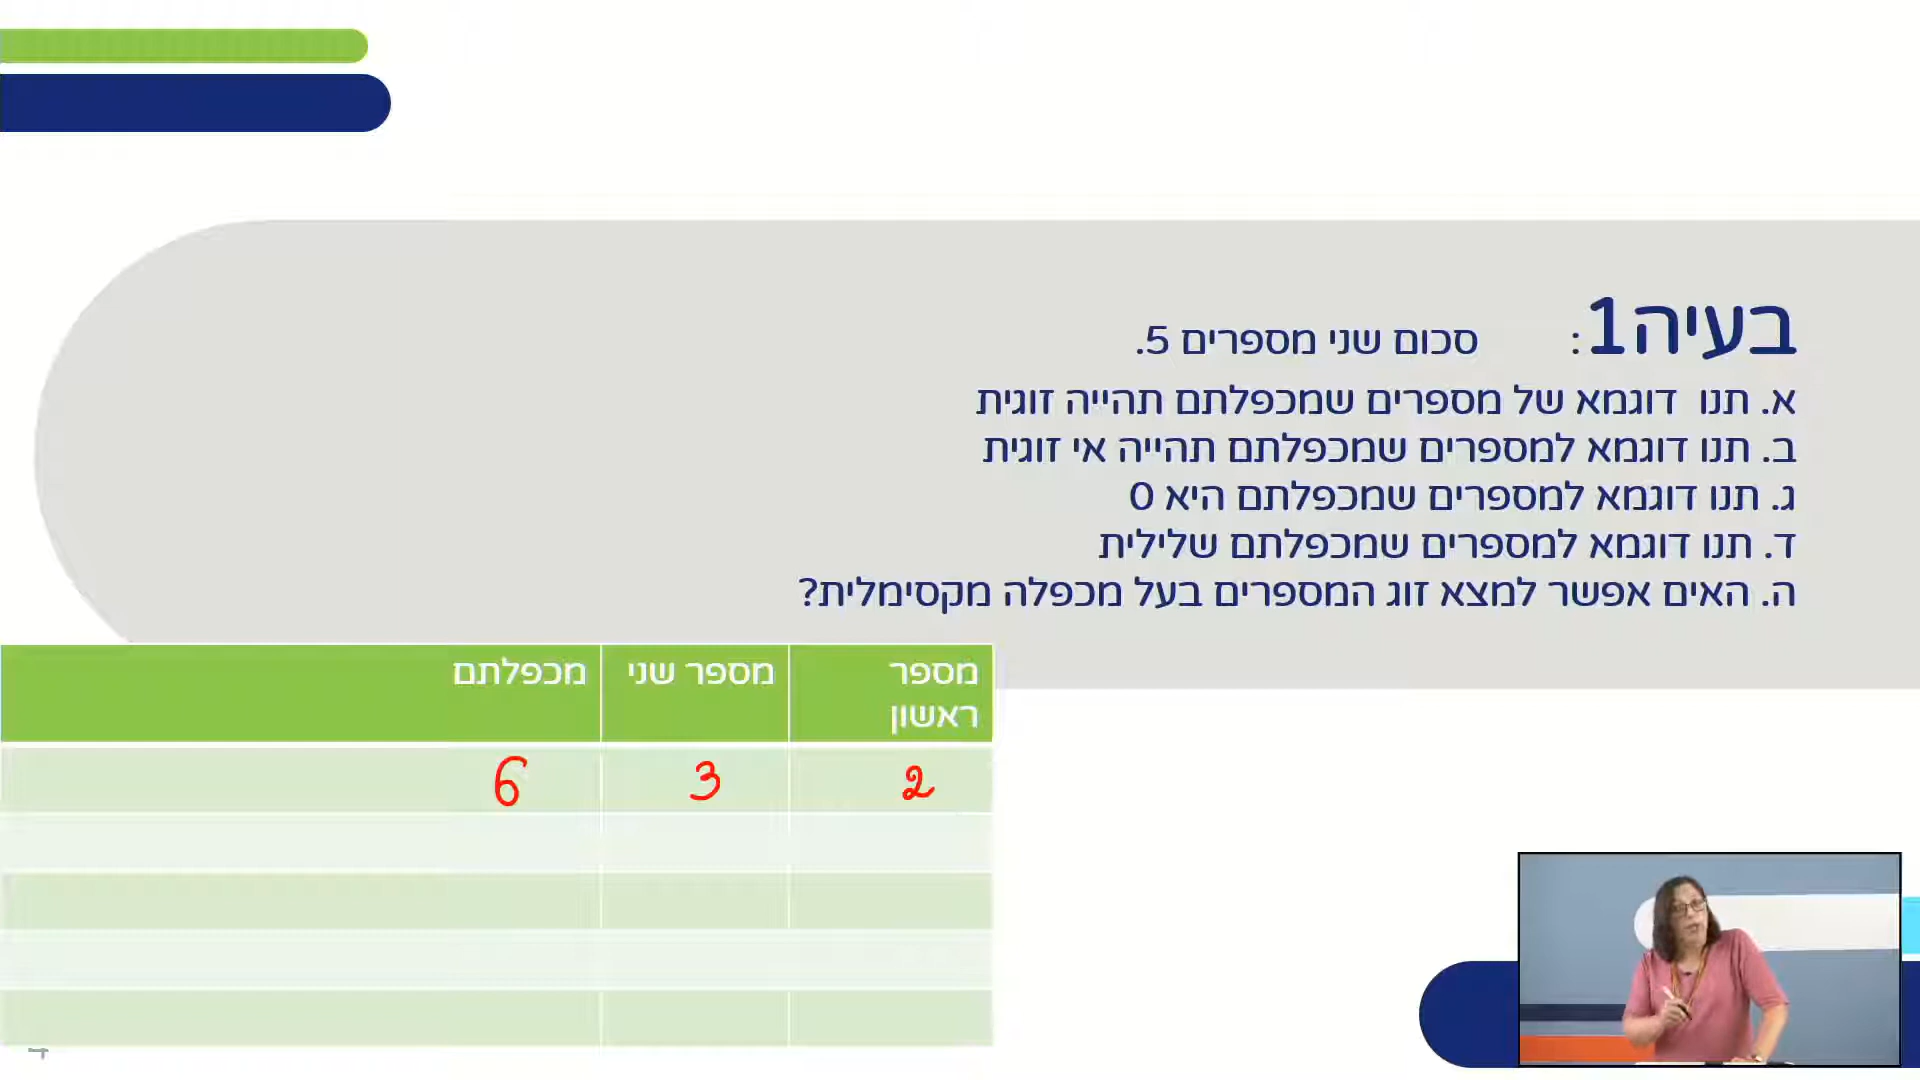 בעיה1: סכום שני מספרים 5.
א. תנו דוגמא של מספרים שמכפלתם תהייה זוגית
ב. תנו דוגמא למספרים שמכפלתם תהייה אי זוגית
ג. תנו דוגמא למספרים שמכפלתם היא 0
ד. תנו דוגמא למספרים שמכפלתם שלילית
ה. האים אפשר למצא זוג המספרים בעל מכפלה מקסימלית?
מספר ראשון מספר שני מכפלתם
2 3 6